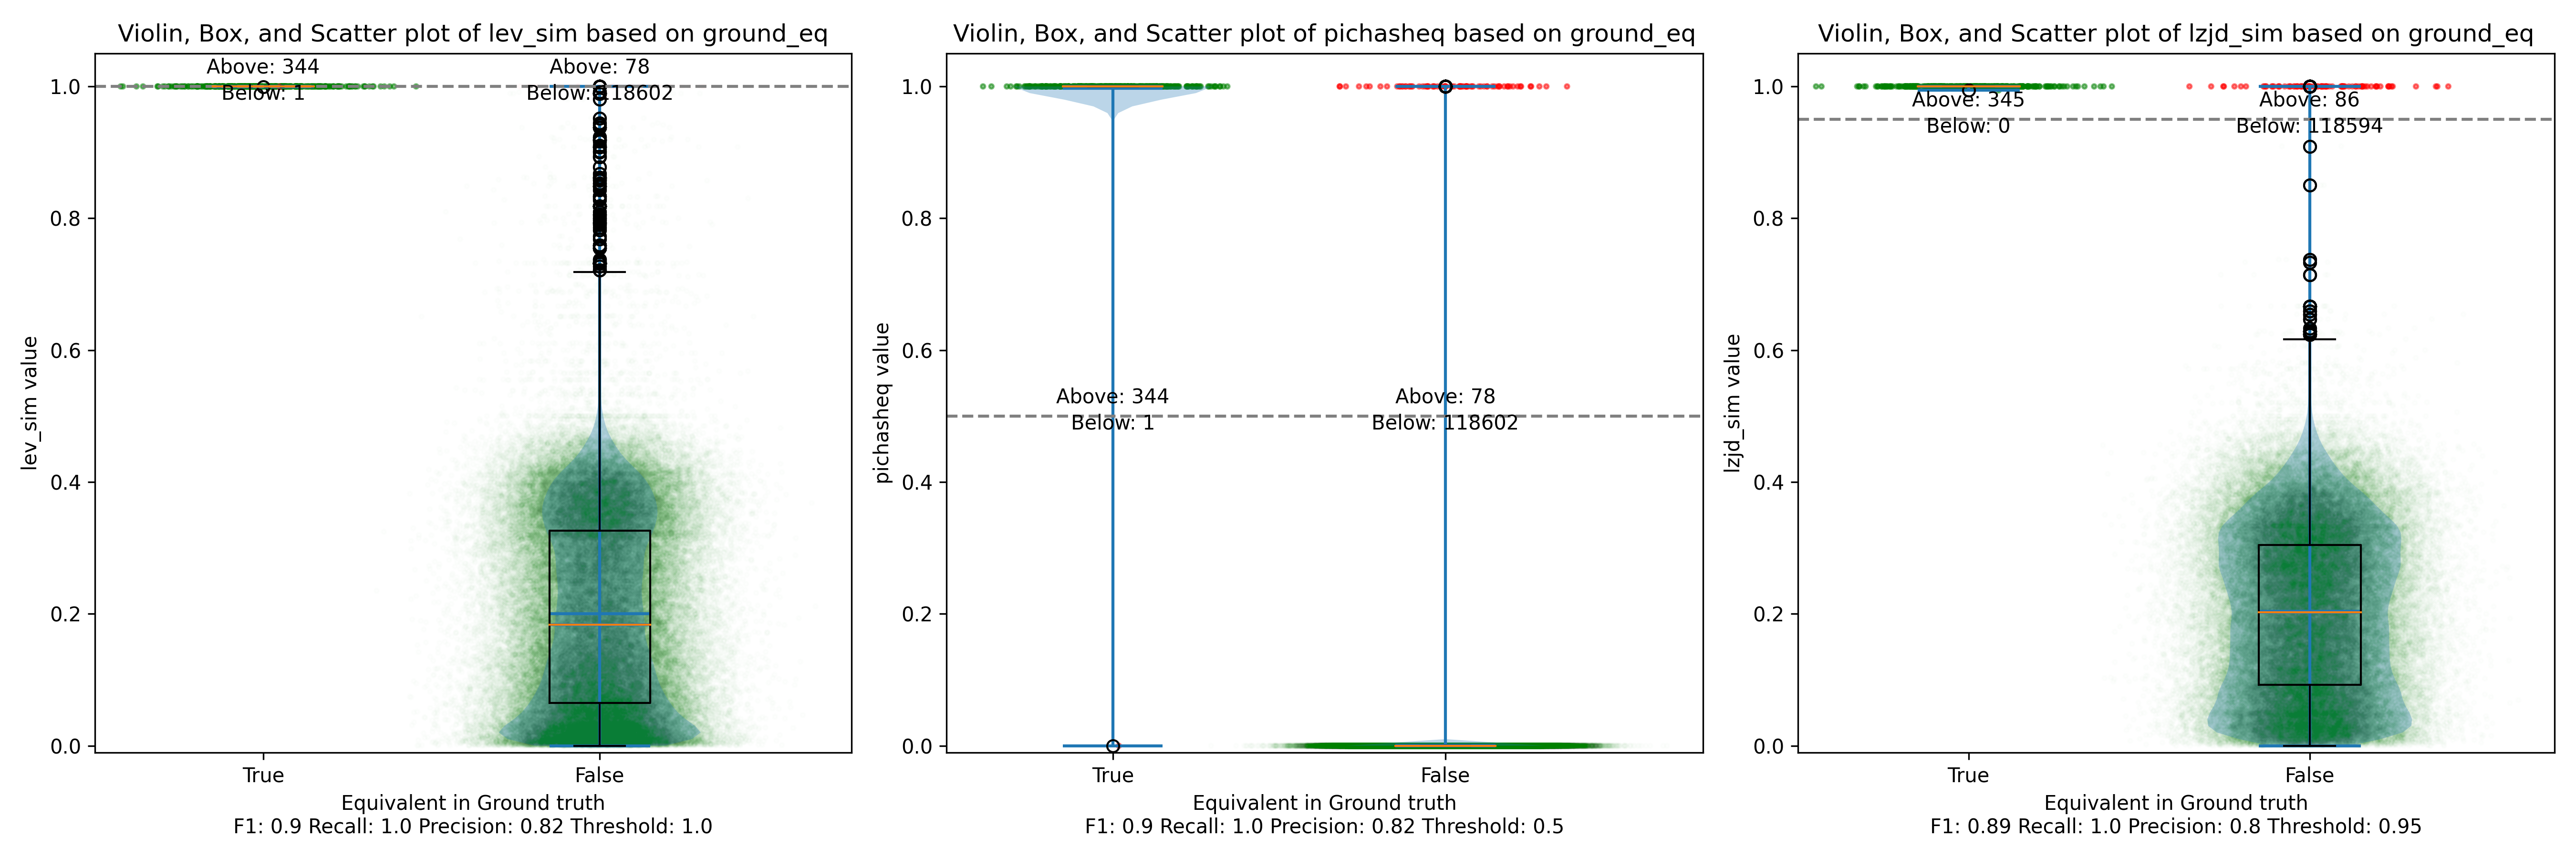 Violin, Box, and Scatter plot of lev_sim based on ground_eq
Above: 344
Above: 78
Below: 1
Below: 118602
1.0
0.8
0.6
0.4
0.2
0.0
lev_sim value
True
False
Equivalent in Ground truth
F1: 0.9 Recall: 1.0 Precision: 0.82 Threshold: 1.0
Violin, Box, and Scatter plot of pichasheq based on ground_eq
1.0
0.8
0.6
0.4
0.2
0.0
pichasheq value
Above: 344
Above: 78
Below: 1
Below: 118602
True
False
Equivalent in Ground truth
F1: 0.9 Recall: 1.0 Precision: 0.82 Threshold: 0.5
Violin, Box, and Scatter plot of lzjd_sim based on ground_eq
1.0
0.8
0.6
0.4
0.2
0.0
lzjd_sim value
Above: 345
Above: 86
Below: 0
Below: 118594
True
False
Equivalent in Ground truth
F1: 0.89 Recall: 1.0 Precision: 0.8 Threshold: 0.95